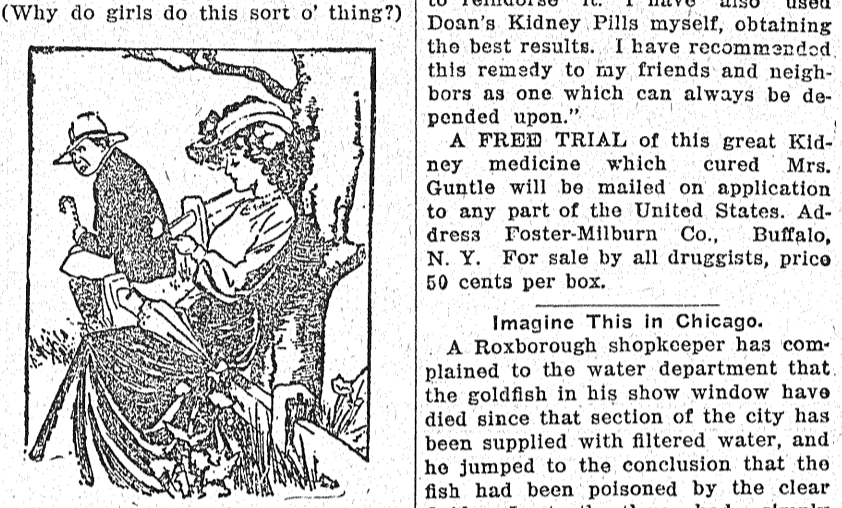 (Why do girls do this sort o' thing?)
to reindorse it. I have also used
Doan's Kidney Pills myself, obtaining
the best results. I have recommended
this remedy to my friends and neigh-
bors as one which can always be de-
pended upon."
A FREE TRIAL of this great Kid-
ney medicine which cured Mrs.
Guntle will be mailed on application
to any part of the United States. Ad-
dress Foster-Milburn Co., Buffalo,
N. Y. For sale by all druggists, price
50 cents per box.
Imagine This in Chicago.
A Roxborough shopkeeper has com-
plained to the water department that
the goldfish in his show window have
died since that section of the city has
been supplied with filtered water, and
he jumped to the conclusion that the
fish had been poisoned by the clear